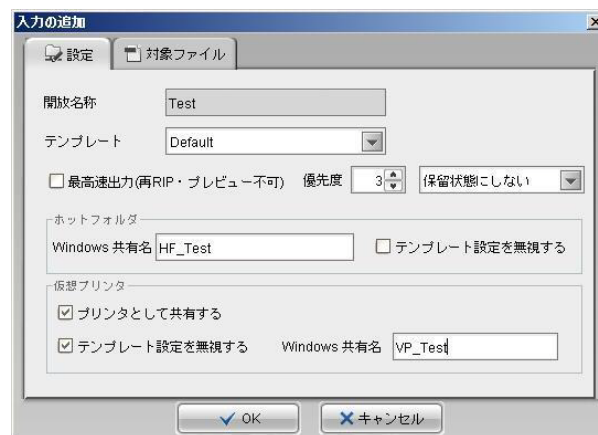 入力の追加
設定 対象ファイル
開放名称 Test
テンプレート Default
最高速出力(再RIP・プレビュー不可) 優先度 3 保留状態にしない
ホットフォルダ
Windows 共有名 HF_Test テンプレート設定を無視する
仮想プリンタ
プリンタとして共有する
テンプレート設定を無視する Windows 共有名 VP_Test
OK キャンセル